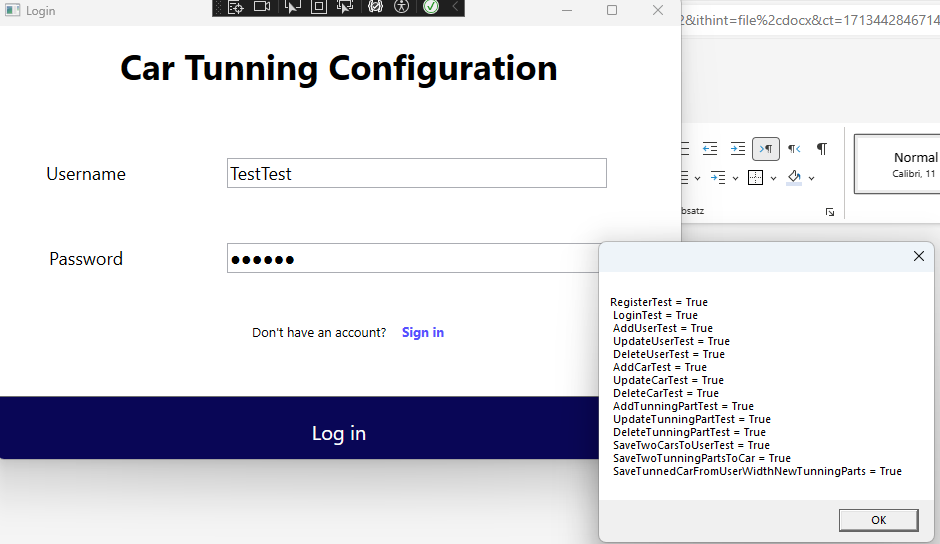 Login
2&ithint=file%2cdocx&ct=1713442846714
Car Tunning Configuration
Username
TestTest
Password
●●●●●●
Don't have an account? Sign in
Log in
Normal
Calibri, 11
bsatz
RegisterTest = True
LoginTest = True
AddUserTest = True
UpdateUserTest = True
DeleteUserTest = True
AddCarTest = True
UpdateCarTest = True
DeleteCarTest = True
AddTunningPartTest = True
UpdateTunningPartTest = True
DeleteTunningPartTest = True
SaveTwoCarsToUserTest = True
SaveTwoTunningPartsToCar = True
SaveTunnedCarFromUserWidthNewTunningParts = True
OK